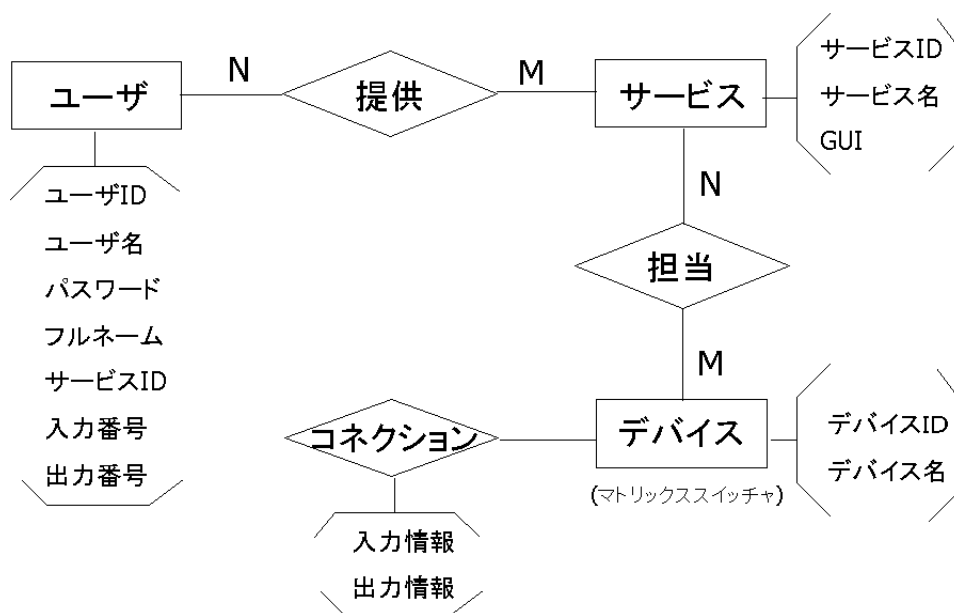 ユーザ
N
提供
M
サービス
サービスID
サービス名
GUI
ユーザID
ユーザ名
パスワード
フルネーム
サービスID
入力番号
出力番号
N
担当
M
コネクション
デバイス
(マトリックススイッチャ)
デバイスID
デバイス名
入力情報
出力情報